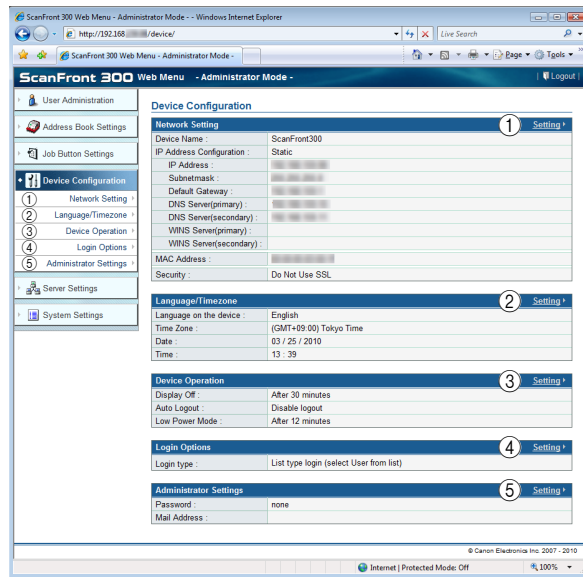 ScanFront 300 Web Menu - Administrator Mode - - Windows Internet Explorer
http://192.168 /device/
Live Search
ScanFront 300 Web Menu - Administrator Mode -
Page
Tools
ScanFront 300 Web Menu - Administrator Mode -
Logout
User Administration
Address Book Settings
Job Button Settings
Device Configuration
① Network Setting
② Language/Timezone
③ Device Operation
④ Login Options
⑤ Administrator Settings
Server Settings
System Settings
Device Configuration
Network Setting ① Setting
Device Name : ScanFront300
IP Address Configuration : Static
IP Address :
Subnetmask :
Default Gateway :
DNS Server(primary) :
DNS Server(secondary) :
WINS Server(primary) :
WINS Server(secondary) :
MAC Address :
Security : Do Not Use SSL
Language/Timezone ② Setting
Language on the device : English
Time Zone : (GMT+09:00) Tokyo Time
Date : 03 / 25 / 2010
Time : 13 : 39
Device Operation ③ Setting
Display Off : After 30 minutes
Auto Logout : Disable logout
Low Power Mode : After 12 minutes
Login Options ④ Setting
Login type : List type login (select User from list)
Administrator Settings ⑤ Setting
Password : none
Mail Address :
© Canon Electronics Inc. 2007 - 2010
Internet | Protected Mode: Off
100%